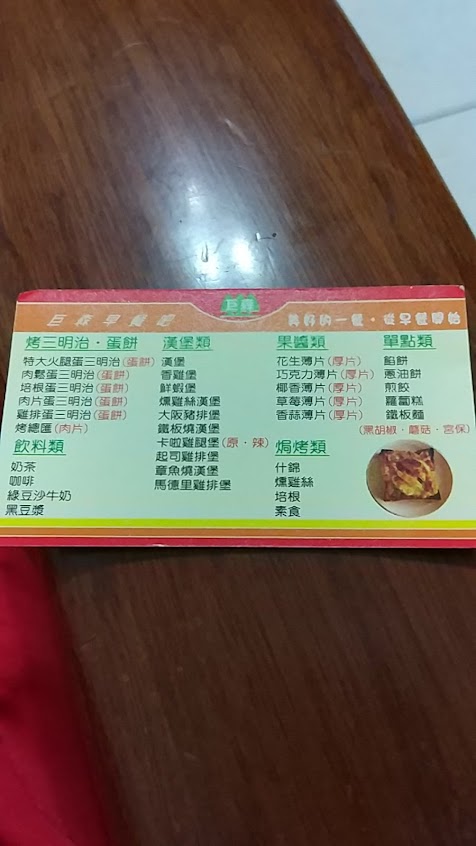 巨森
巨森早餐吧
美好的一餐·從早餐開始
烤三明治·蛋餅
特大火腿蛋三明治(蛋餅)
肉鬆蛋三明治(蛋餅)
培根蛋三明治(蛋餅)
肉片蛋三明治(蛋餅)
雞排蛋三明治(蛋餅)
烤總匯(肉片)
飲料類
奶茶
咖啡
綠豆沙牛奶
黑豆漿
漢堡類
漢堡
香雞堡
鮮蝦堡
燻雞絲漢堡
大阪豬排堡
鐵板燒漢堡
卡啦雞腿堡(原·辣)
起司雞排堡
章魚燒漢堡
馬德里雞排堡
果醬類
花生薄片(厚片)
巧克力薄片(厚片)
椰香薄片(厚片)
草莓薄片(厚片)
香蒜薄片(厚片)
焗烤類
什錦
燻雞絲
培根
素食
單點類
餡餅
蔥油餅
煎餃
蘿蔔糕
鐵板麵
(黑胡椒·蘑菇·宮保)